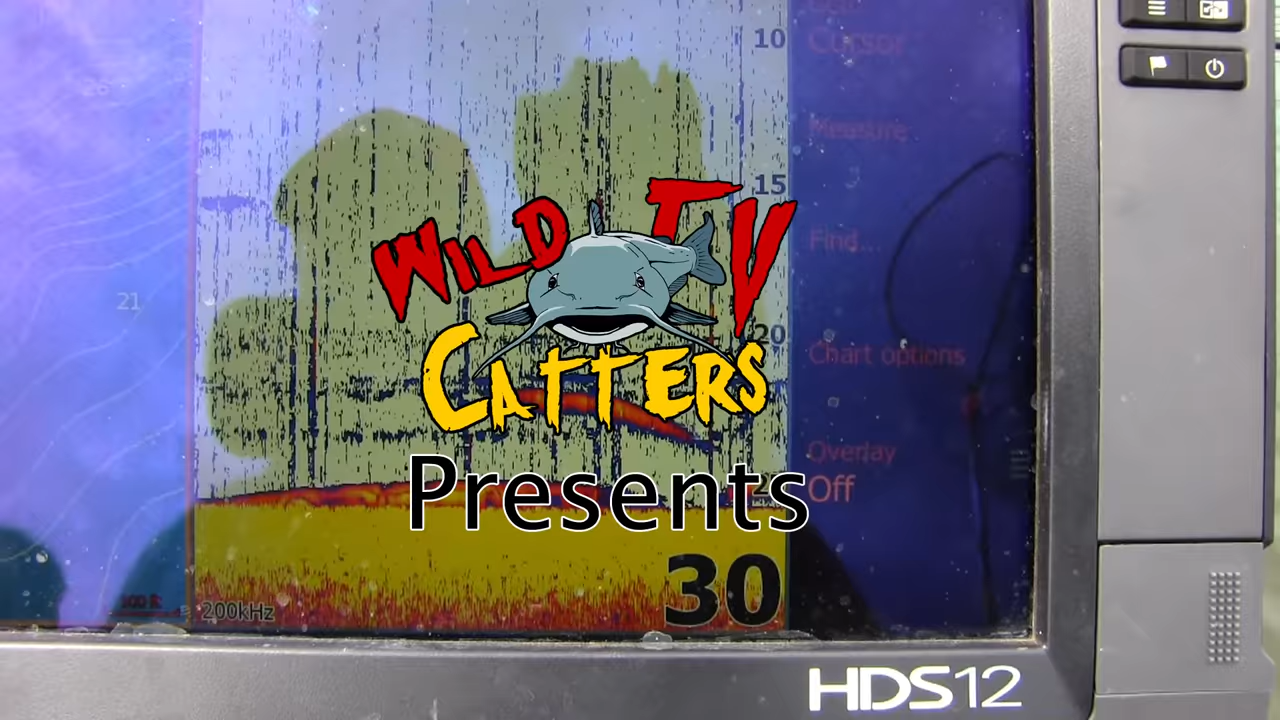 10
Cursor
Measure
15
WILD TV
Find...
21
20
CATTERS
Chart options
Overlay
Presents
Off
30
200kHz
HDS12